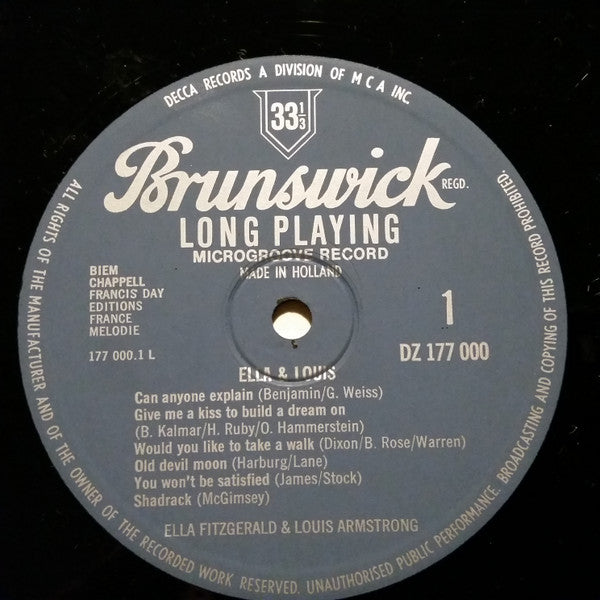 DECCA RECORDS A DIVISION OF M C A INC.
33⅓
Brunswick REGD.
LONG PLAYING
MICROGROOVE RECORD
MADE IN HOLLAND
BIEM
CHAPPELL
FRANCIS DAY
EDITIONS
FRANCE
MELODIE
177 000.1 L
1
DZ 177 000
ELLA & LOUIS
Can anyone explain (Benjamin/G. Weiss)
Give me a kiss to build a dream on
(B. Kalmar/H. Ruby/O. Hammerstein)
Would you like to take a walk (Dixon/B. Rose/Warren)
Old devil moon (Harburg/Lane)
You won't be satisfied (James/Stock)
Shadrack (McGimsey)
ELLA FITZGERALD & LOUIS ARMSTRONG
ALL RIGHTS OF THE MANUFACTURER AND OF THE OWNER OF THE RECORDED WORK RESERVED. UNAUTHORISED PUBLIC PERFORMANCE, BROADCASTING AND COPYING OF THIS RECORD PROHIBITED.